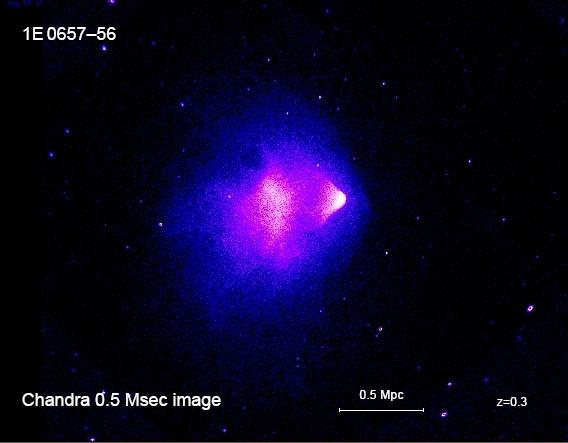 1E 0657–56
Chandra 0.5 Msec image
0.5 Mpc
z=0.3